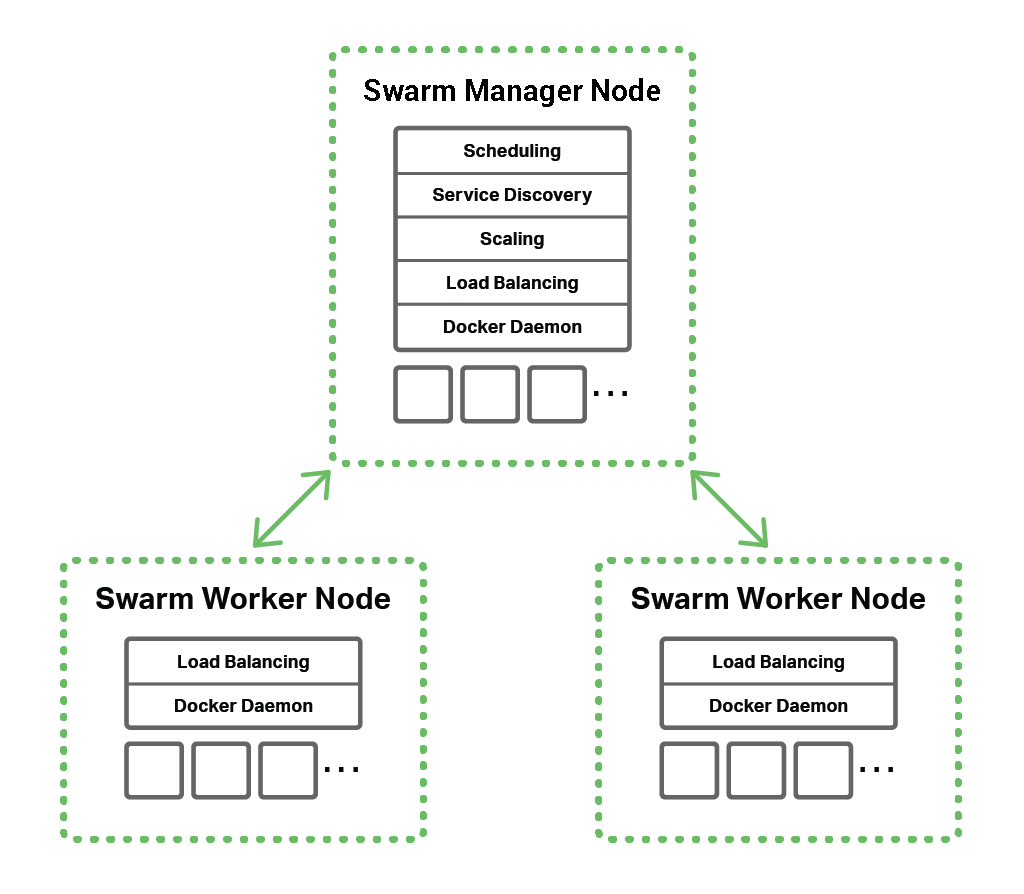 Swarm Manager Node
Scheduling
Service Discovery
Scaling
Load Balancing
Docker Daemon
...
Swarm Worker Node
Load Balancing
Docker Daemon
...
Swarm Worker Node
Load Balancing
Docker Daemon
...